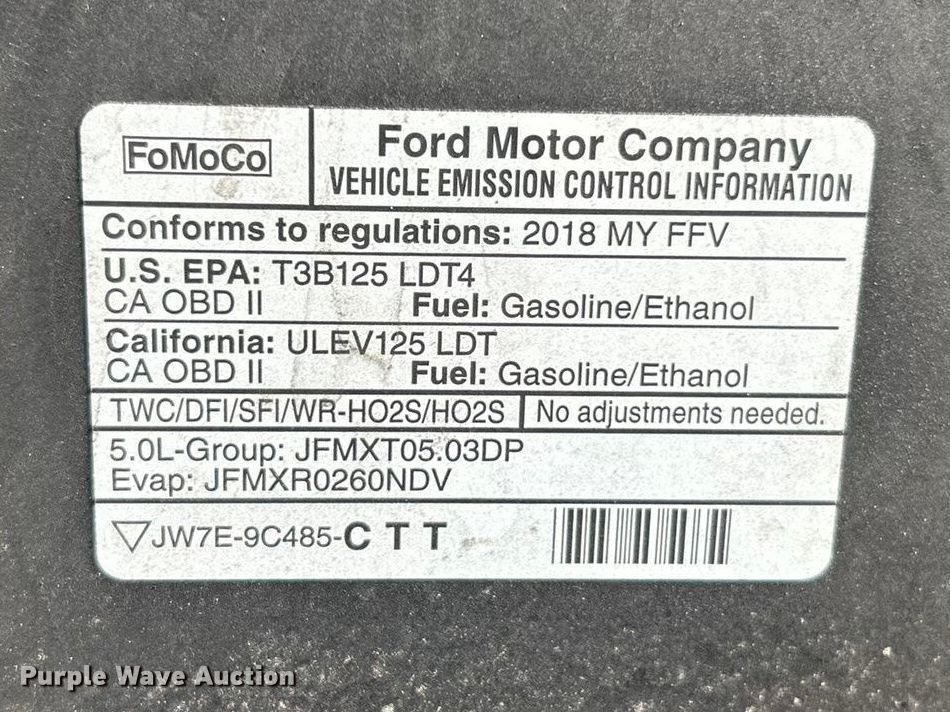 FoMoCo
Ford Motor Company
VEHICLE EMISSION CONTROL INFORMATION
Conforms to regulations: 2018 MY FFV
U.S. EPA: T3B125 LDT4
CA OBD II Fuel: Gasoline/Ethanol
California: ULEV125 LDT
CA OBD II Fuel: Gasoline/Ethanol
TWC/DFI/SFI/WR-HO2S/HO2S No adjustments needed.
5.0L-Group: JFMXT05.03DP
Evap: JFMXR0260NDV
JW7E-9C485-C T T
Purple Wave Auction